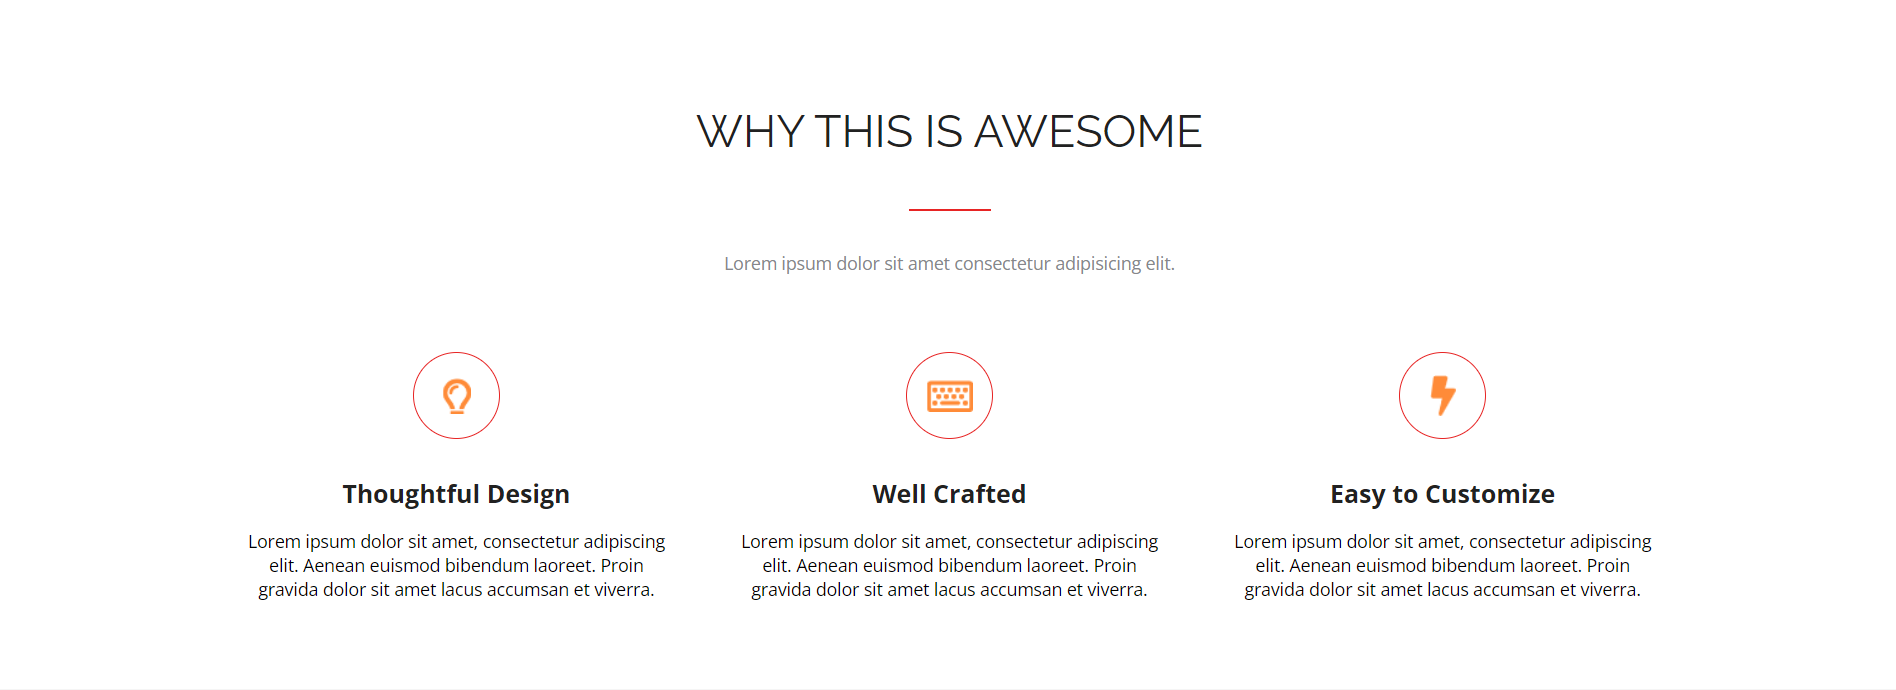 WHY THIS IS AWESOME
Lorem ipsum dolor sit amet consectetur adipisicing elit.
Thoughtful Design
Lorem ipsum dolor sit amet, consectetur adipiscing
elit. Aenean euismod bibendum laoreet. Proin
gravida dolor sit amet lacus accumsan et viverra.
Well Crafted
Lorem ipsum dolor sit amet, consectetur adipiscing
elit. Aenean euismod bibendum laoreet. Proin
gravida dolor sit amet lacus accumsan et viverra.
Easy to Customize
Lorem ipsum dolor sit amet, consectetur adipiscing
elit. Aenean euismod bibendum laoreet. Proin
gravida dolor sit amet lacus accumsan et viverra.